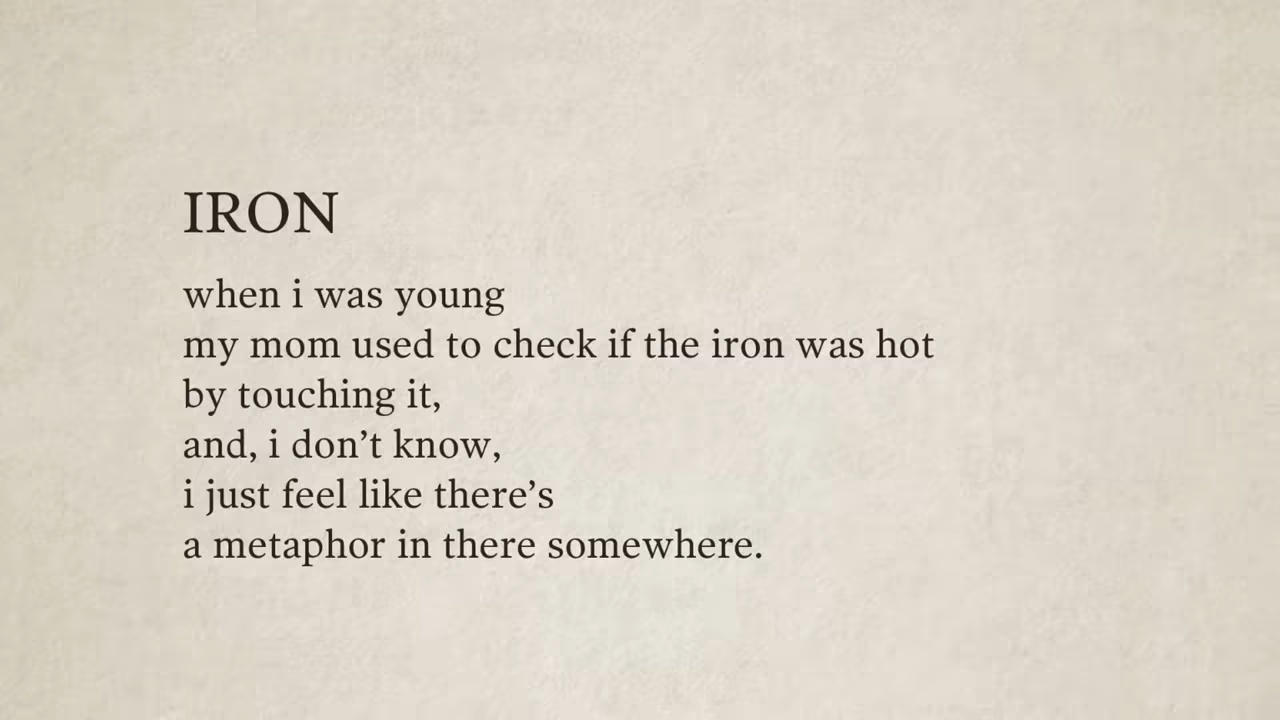 IRON
when i was young
my mom used to check if the iron was hot
by touching it,
and, i don’t know,
i just feel like there’s
a metaphor in there somewhere.